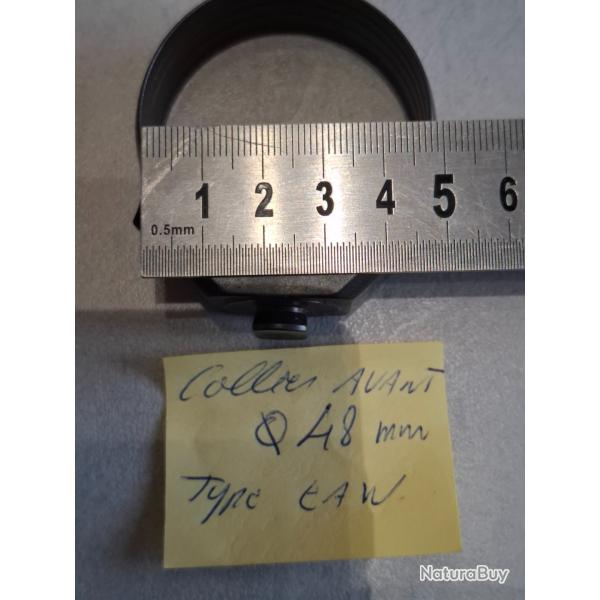 1 2 3 4 5 6
0.5mm
Collier AVANT
Ø 48 mm
Type EAW
NaturaBuy